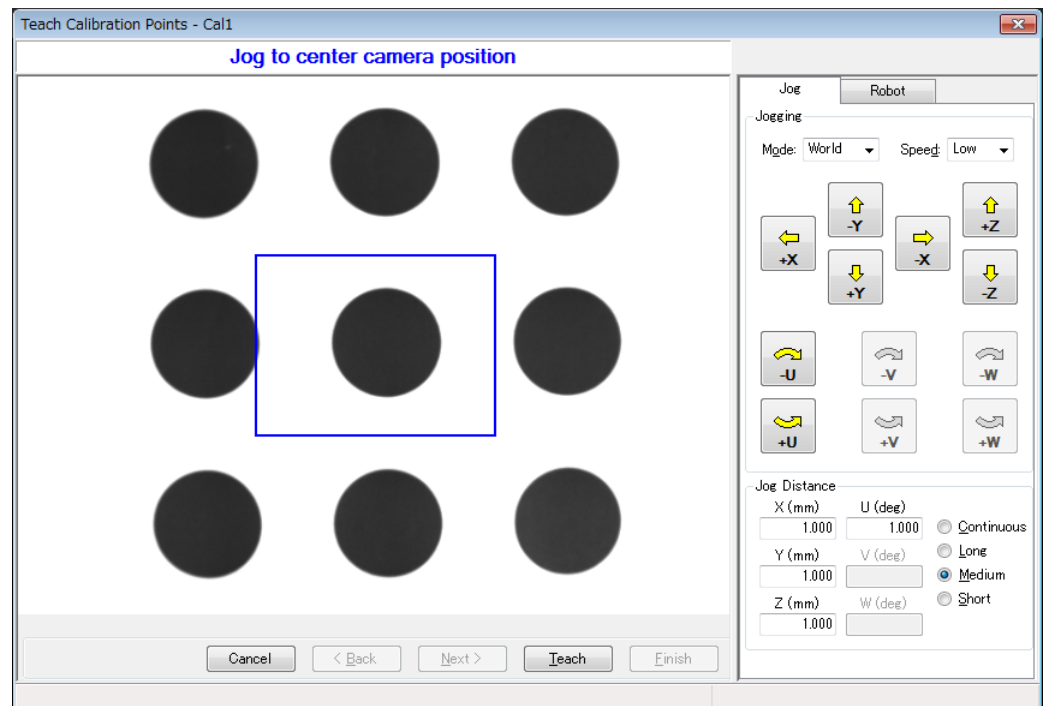 Teach Calibration Points - Cal1
Jog to center camera position
Jog Robot
Jogging
Mode: World Speed: Low
-Y +Z
+X -X
+Y -Z
-U -V -W
+U +V +W
Jog Distance
X (mm) U (deg)
1.000 1.000 Continuous
Y (mm) V (deg) Long
1.000 Medium
Z (mm) W (deg) Short
1.000
Cancel < Back Next > Teach Finish